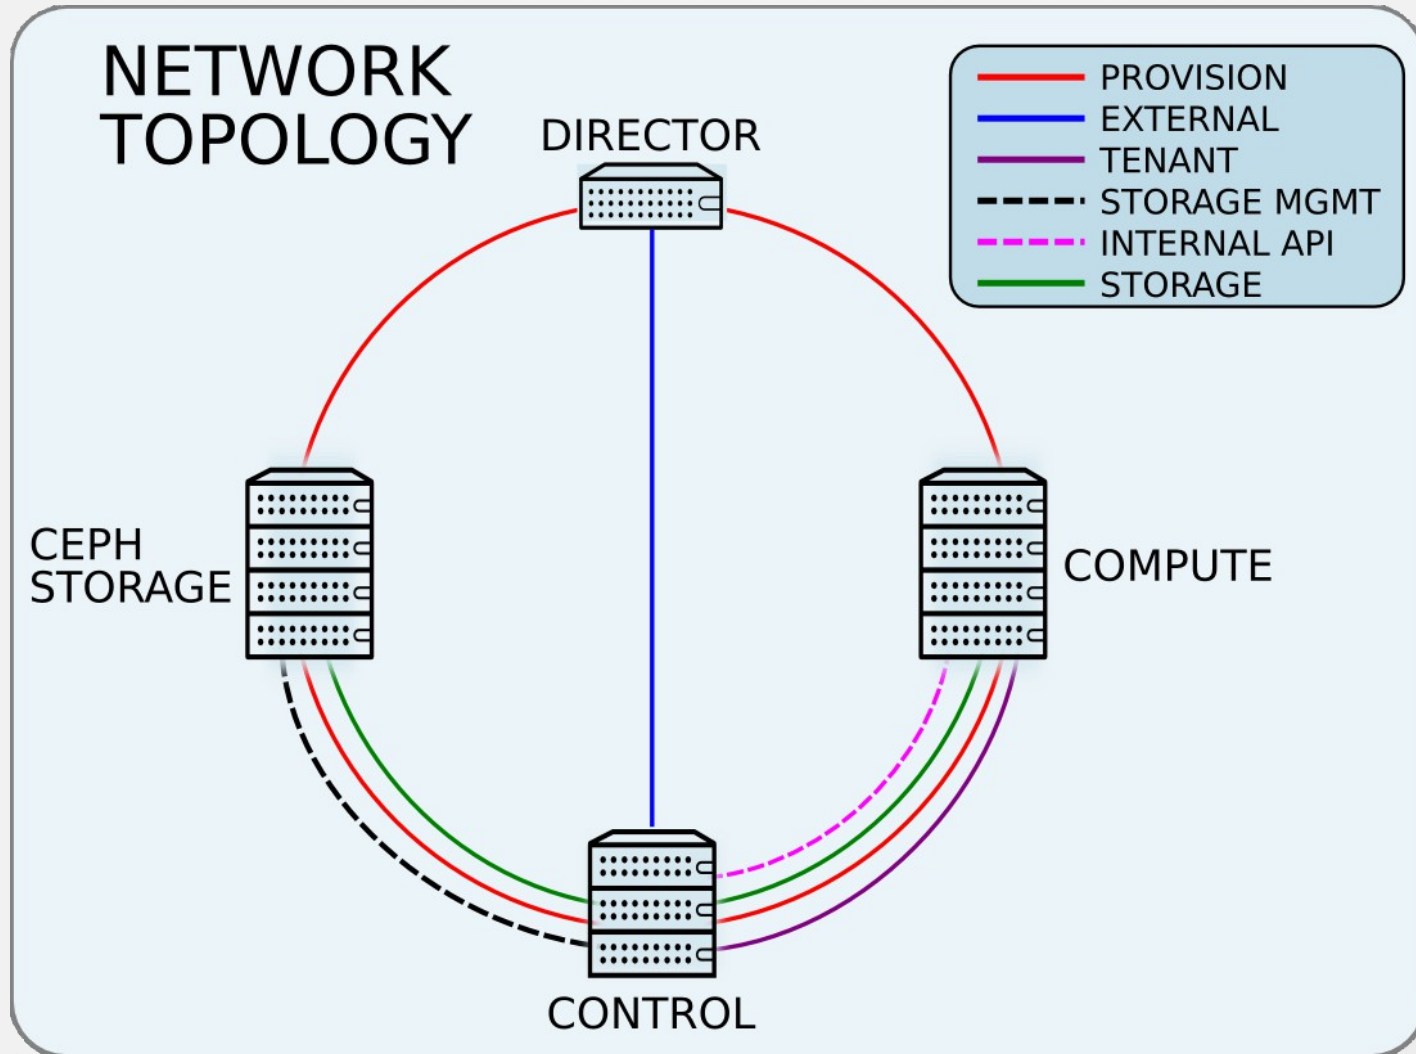 NETWORK
TOPOLOGY
PROVISION
EXTERNAL
TENANT
STORAGE MGMT
INTERNAL API
STORAGE
DIRECTOR
CEPH
STORAGE
COMPUTE
CONTROL